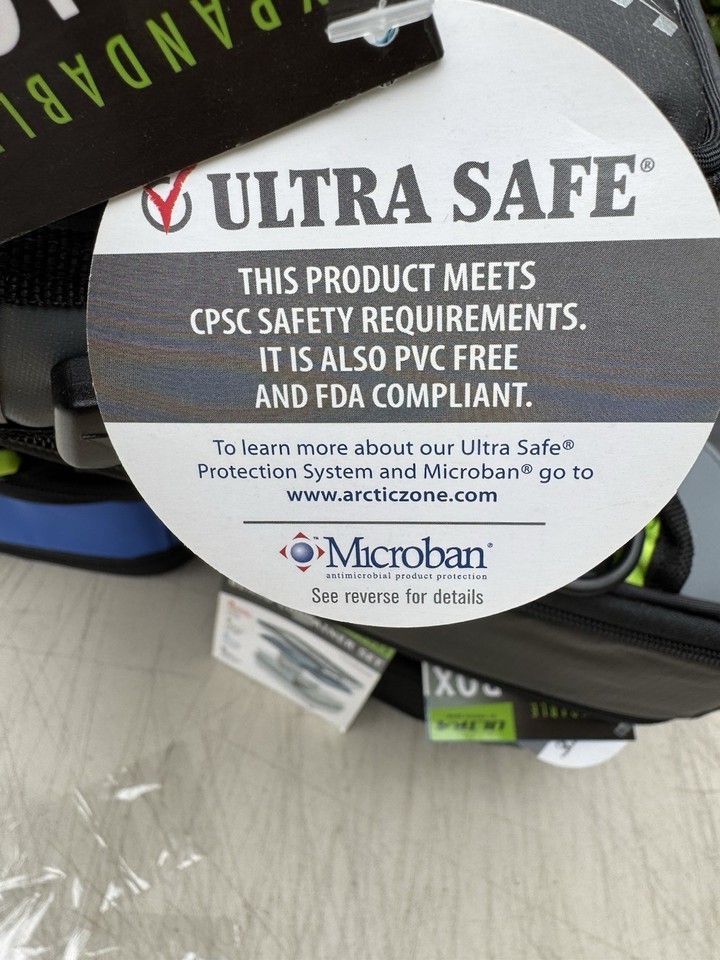 XPANDABL
ULTRA SAFE®
THIS PRODUCT MEETS
CPSC SAFETY REQUIREMENTS.
IT IS ALSO PVC FREE
AND FDA COMPLIANT.
To learn more about our Ultra Safe®
Protection System and Microban® go to
www.arcticzone.com
Microban®
antimicrobial product protection
See reverse for details
ULTRA